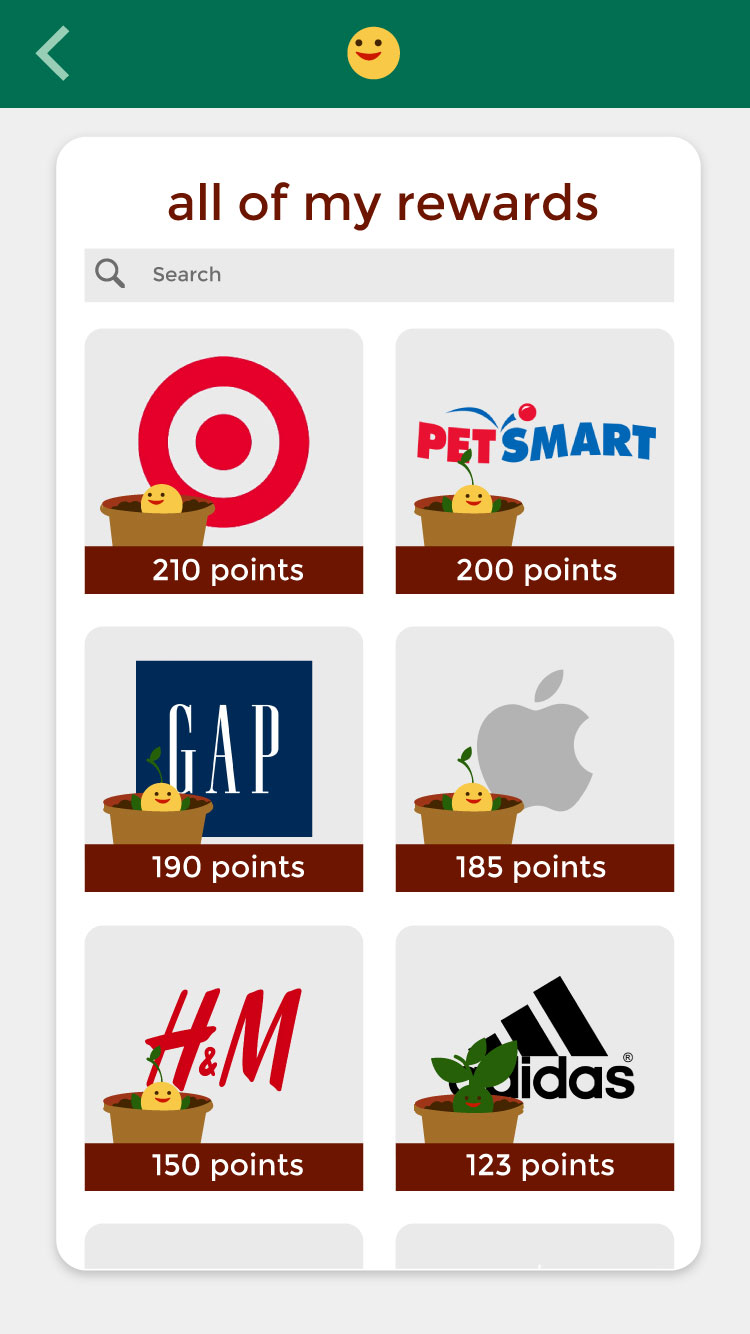 all of my rewards
Search
PETSMART
210 points
200 points
GAP
190 points
185 points
H&M
adidas®
150 points
123 points